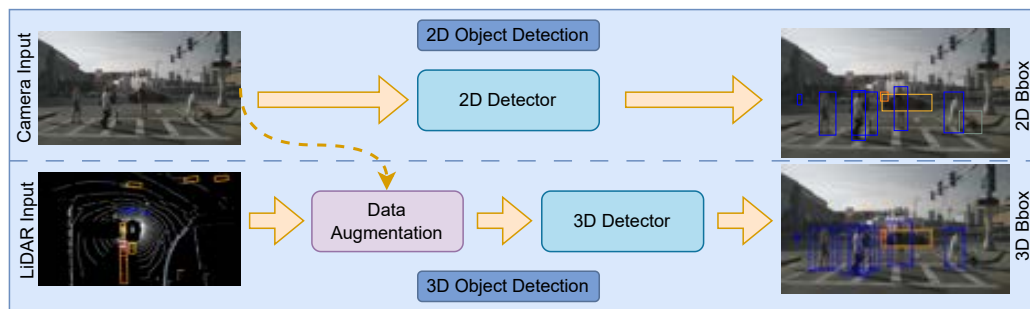 Camera Input
2D Object Detection
2D Detector
2D Bbox
LiDAR Input
Data
Augmentation
3D Detector
3D Bbox
3D Object Detection